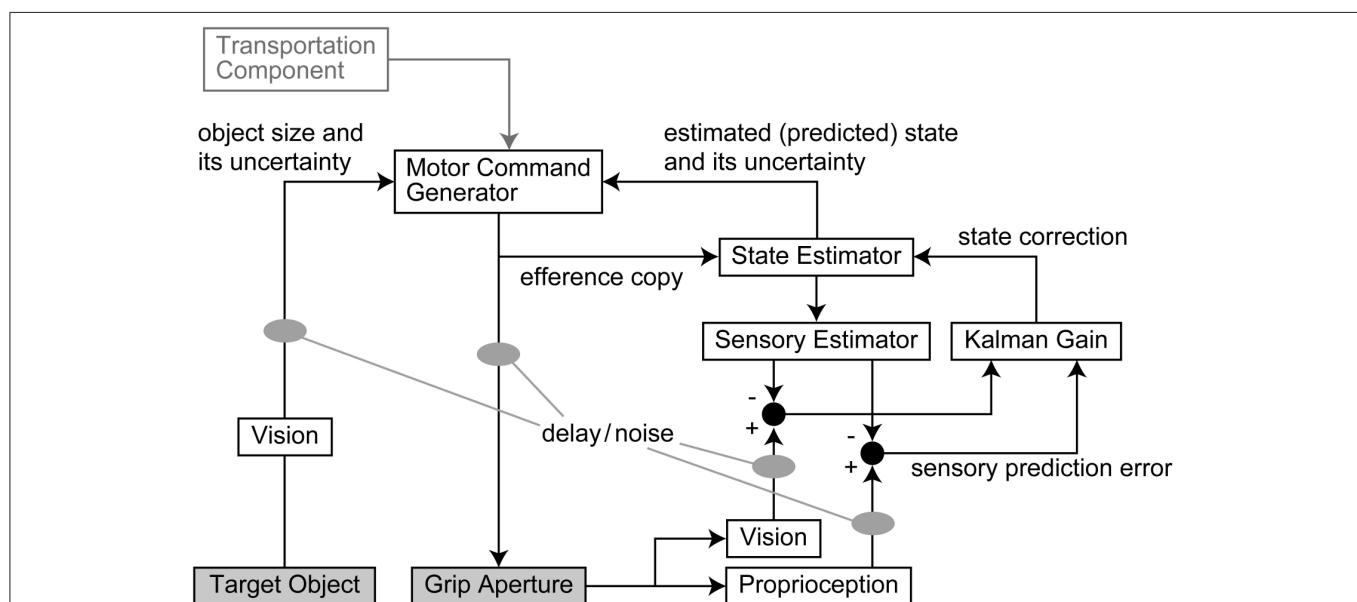 Transportation
Component
object size and
its uncertainty
estimated (predicted) state
and its uncertainty
Motor Command
Generator
state correction
State Estimator
efference copy
Sensory Estimator
Kalman Gain
-
+
Vision
delay/noise
-
+
sensory prediction error
Vision
Target Object
Grip Aperture
Proprioception